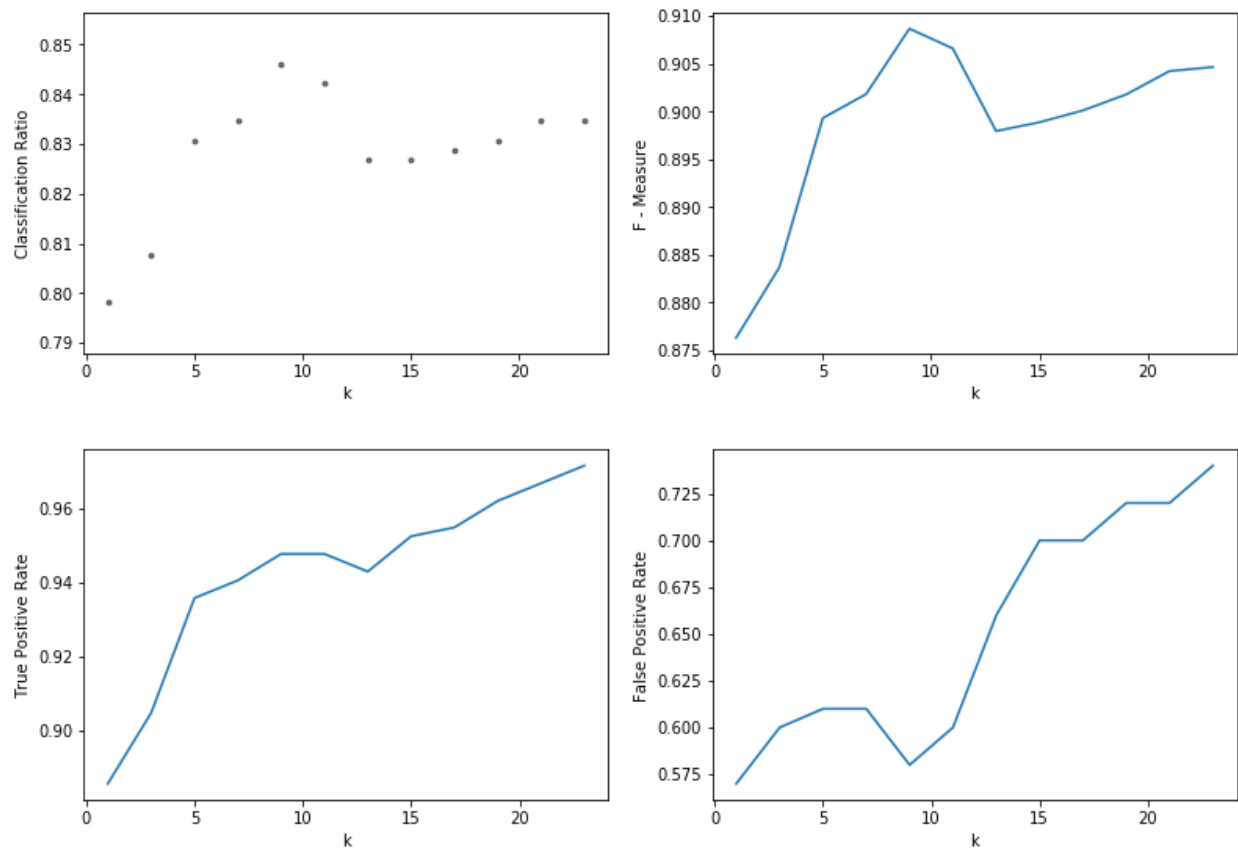 0.85
0.84
0.83
0.82
0.81
0.80
0.79
Classification Ratio
0 5 10 15 20
k
0.910
0.905
0.900
0.895
0.890
0.885
0.880
0.875
F - Measure
0 5 10 15 20
k
0.96
0.94
0.92
0.90
True Positive Rate
0 5 10 15 20
k
0.725
0.700
0.675
0.650
0.625
0.600
0.575
False Positive Rate
0 5 10 15 20
k